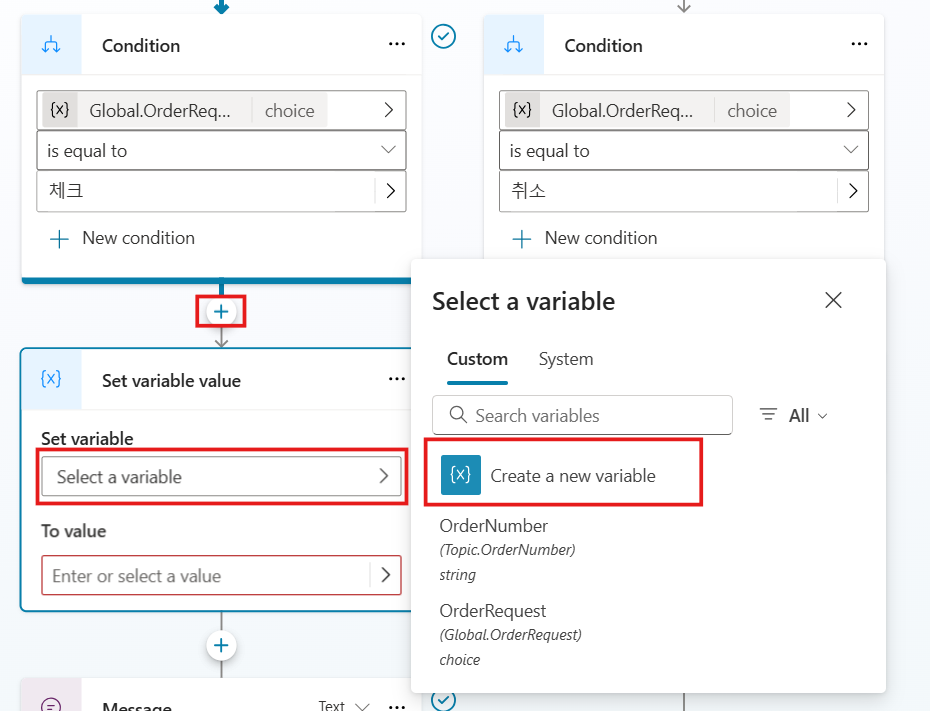 Condition
{x} Global.OrderReq... choice
is equal to
체크
New condition
Condition
{x} Global.OrderReq... choice
is equal to
취소
New condition
{x} Set variable value
Set variable
Select a variable
To value
Enter or select a value
Message Text
Select a variable
Custom System
Search variables All
{x} Create a new variable
OrderNumber
(Topic.OrderNumber)
string
OrderRequest
(Global.OrderRequest)
choice